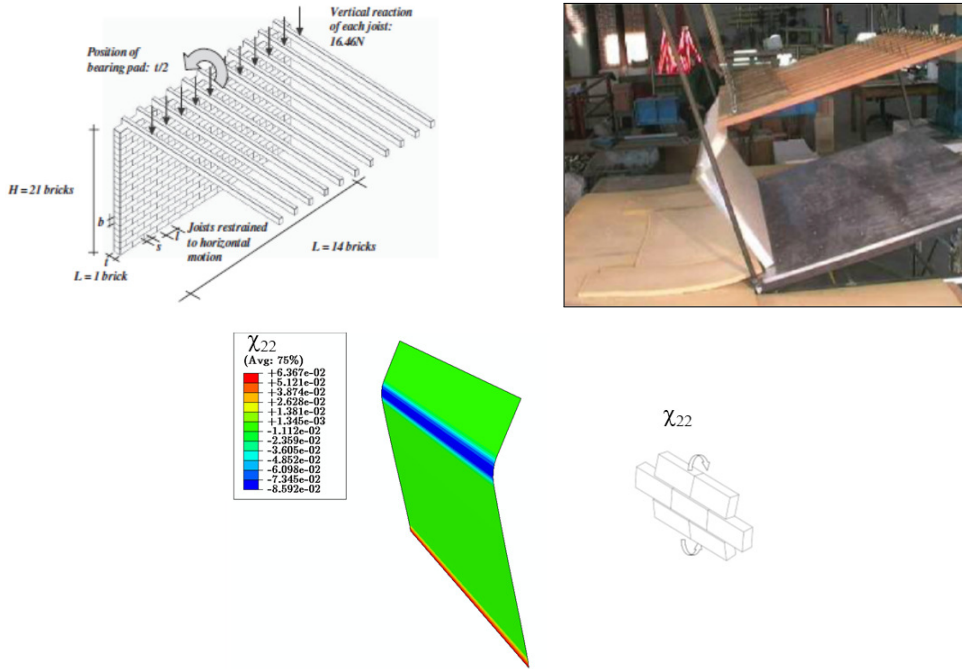 Vertical reaction
of each joist:
16.46N
Position of
bearing pad: t/2
H = 21 bricks
b
s
l
t
Joists restrained
to horizontal
motion
L = 14 bricks
L = 1 brick
χ22
(Avg: 75%)
+6.367e-02
+5.121e-02
+3.874e-02
+2.628e-02
+1.381e-02
+1.345e-03
-1.112e-02
-2.359e-02
-3.605e-02
-4.852e-02
-6.098e-02
-7.345e-02
-8.592e-02
χ22